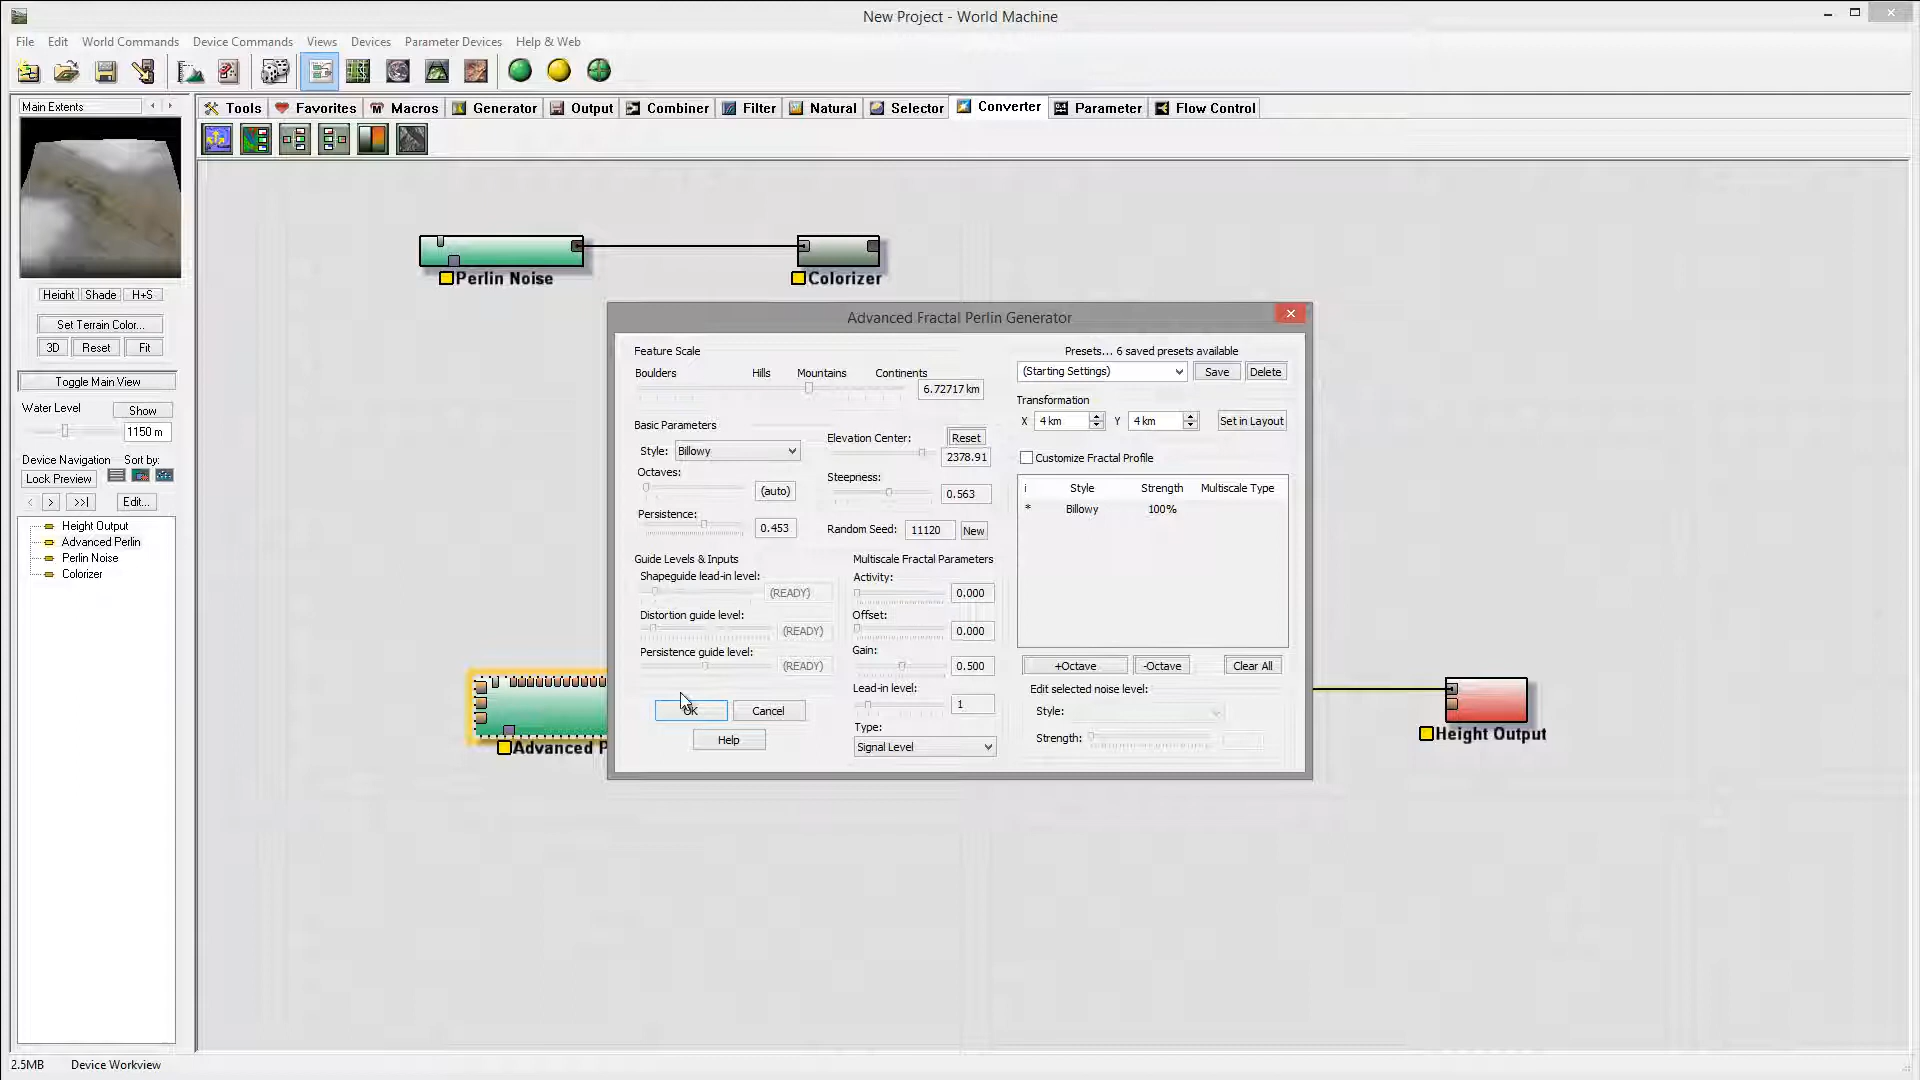 New Project - World Machine
File Edit World Commands Device Commands Views Devices Parameter Devices Help & Web
Main Extents
Tools Favorites Macros Generator Output Combiner Filter Natural Selector Converter Parameter Flow Control
Height Shade H+S
Set Terrain Color...
3D Reset Fit
Toggle Main View
Water Level Show
1150 m
Device Navigation Sort by:
Lock Preview
< > >>| Edit...
Height Output
Advanced Perlin
Perlin Noise
Colorizer
2.5MB Device Workview
Perlin Noise
Colorizer
Advanced P
Height Output
Advanced Fractal Perlin Generator
Feature Scale
Boulders Hills Mountains Continents
6.72717 km
Basic Parameters
Style: Billowy
Octaves:
(auto)
Persistence:
0.453
Elevation Center: Reset
2378.91
Steepness:
0.563
Random Seed: 11120 New
Guide Levels & Inputs
Shapeguide lead-in level:
(READY)
Distortion guide level:
(READY)
Persistence guide level:
(READY)
OK Cancel
Help
Multiscale Fractal Parameters
Activity:
0.000
Offset:
0.000
Gain:
0.500
Lead-in level:
1
Type:
Signal Level
Presets... 6 saved presets available
(Starting Settings) Save Delete
Transformation
X 4 km Y 4 km Set in Layout
Customize Fractal Profile
i Style Strength Multiscale Type
* Billowy 100%
+Octave -Octave Clear All
Edit selected noise level:
Style:
Strength: